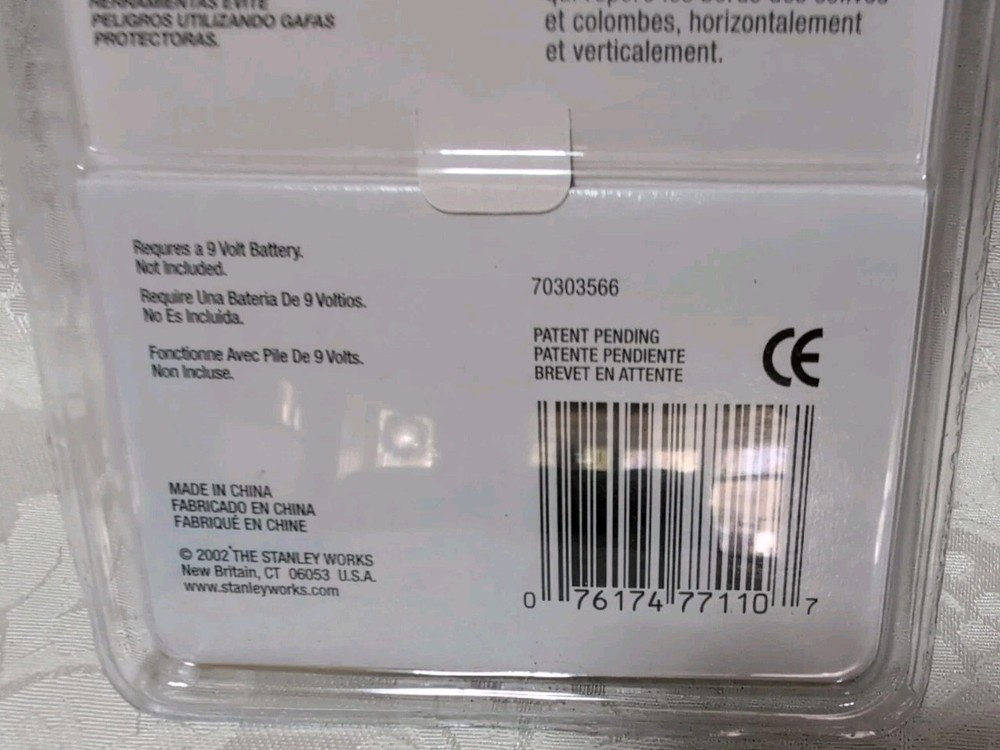 HERRAMIENTAS EVITE
PELIGROS UTILIZANDO GAFAS
PROTECTORAS.
et colombes, horizontalement
et verticalement.
Requres a 9 Volt Battery.
Not Included.
Require Una Bateria De 9 Voltios.
No Es Incluida.
Fonctionne Avec Pile De 9 Volts.
Non Incluse.
70303566
PATENT PENDING
PATENTE PENDIENTE
BREVET EN ATTENTE
CE
MADE IN CHINA
FABRICADO EN CHINA
FABRIQUÉ EN CHINE
© 2002 THE STANLEY WORKS
New Britain, CT 06053 U.S.A.
www.stanleyworks.com
0 76174 77110 7